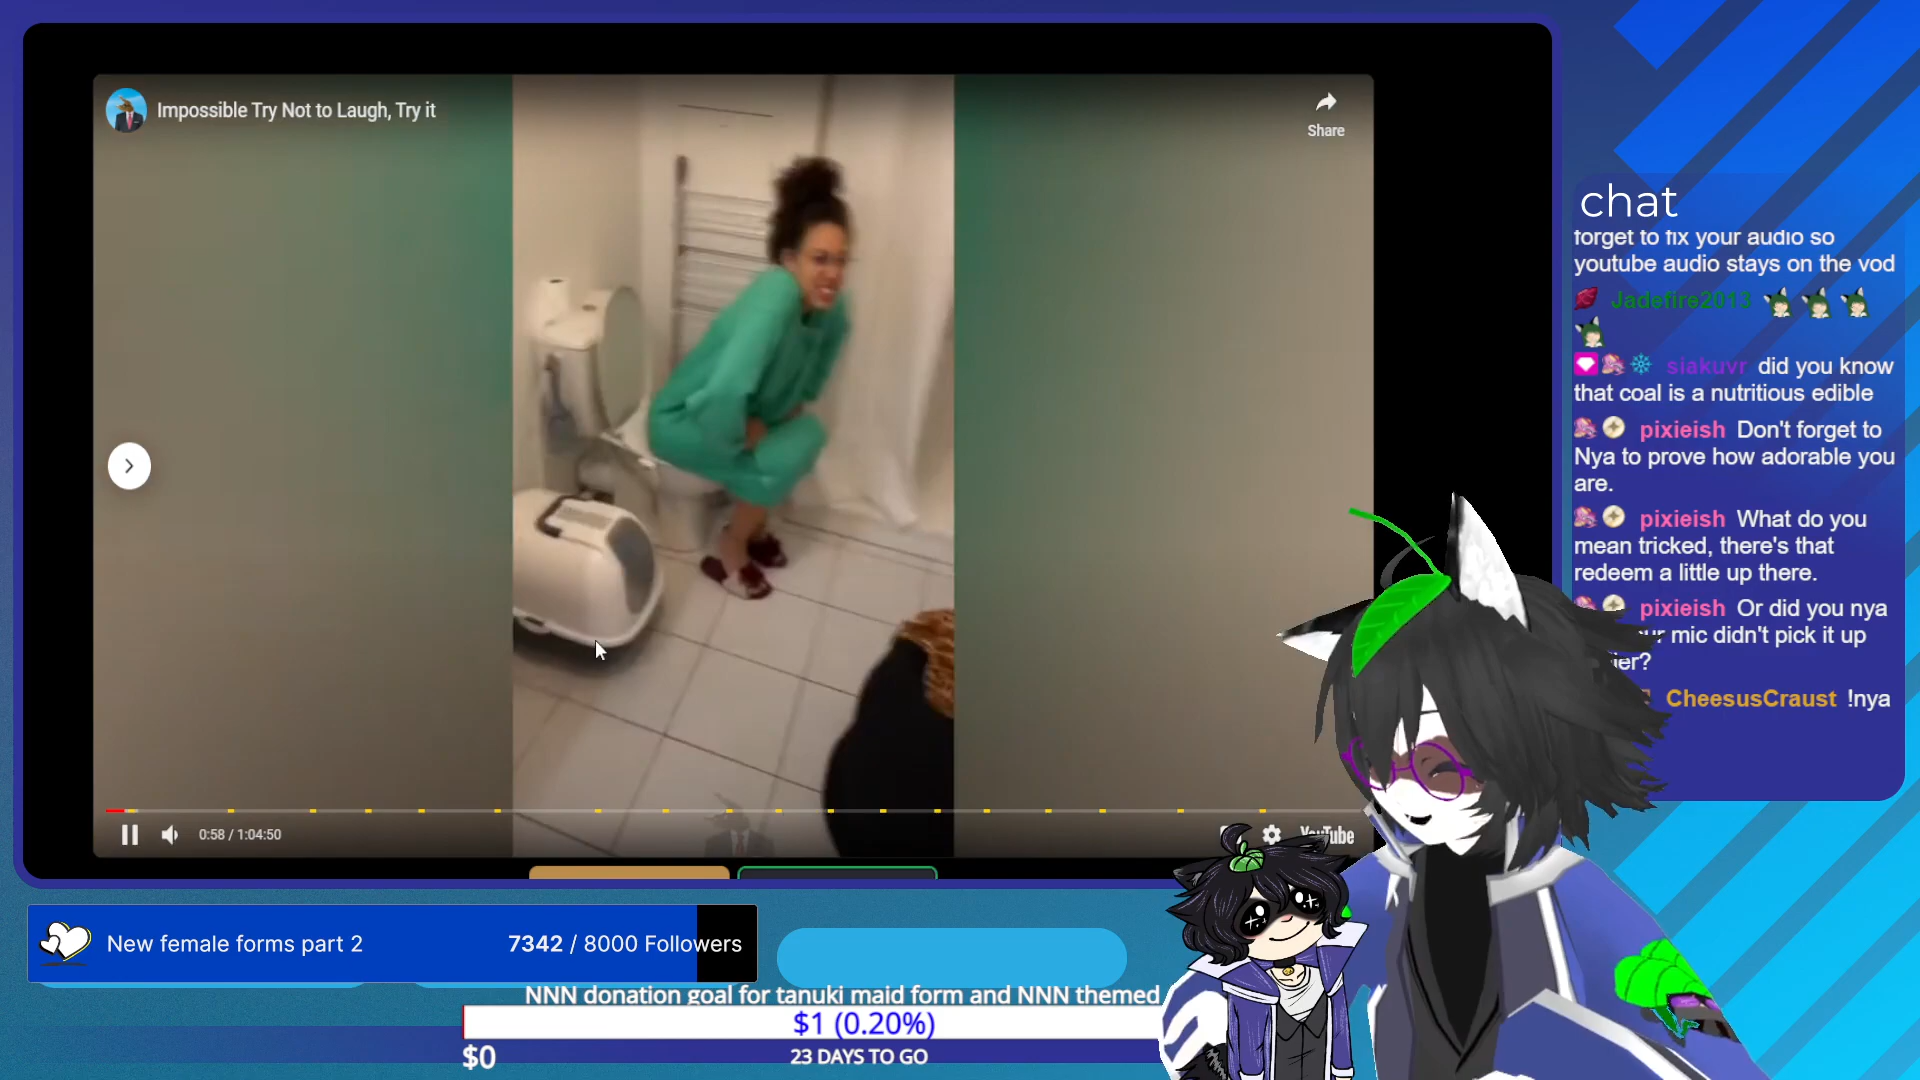 Impossible Try Not to Laugh, Try it
Share
0:58 / 1:04:50
chat
forget to fix your audio so
youtube audio stays on the vod
Jadefire2013
siakuvr did you know
that coal is a nutritious edible
pixieish Don't forget to
Nya to prove how adorable you
are.
pixieish What do you
mean tricked, there's that
redeem a little up there.
pixieish Or did you nya
mic didn't pick it up
CheesusCraust !nya
New female forms part 2
7342 / 8000 Followers
NNN donation goal for tanuki maid form and NNN themed
$1 (0.20%)
$0
23 DAYS TO GO